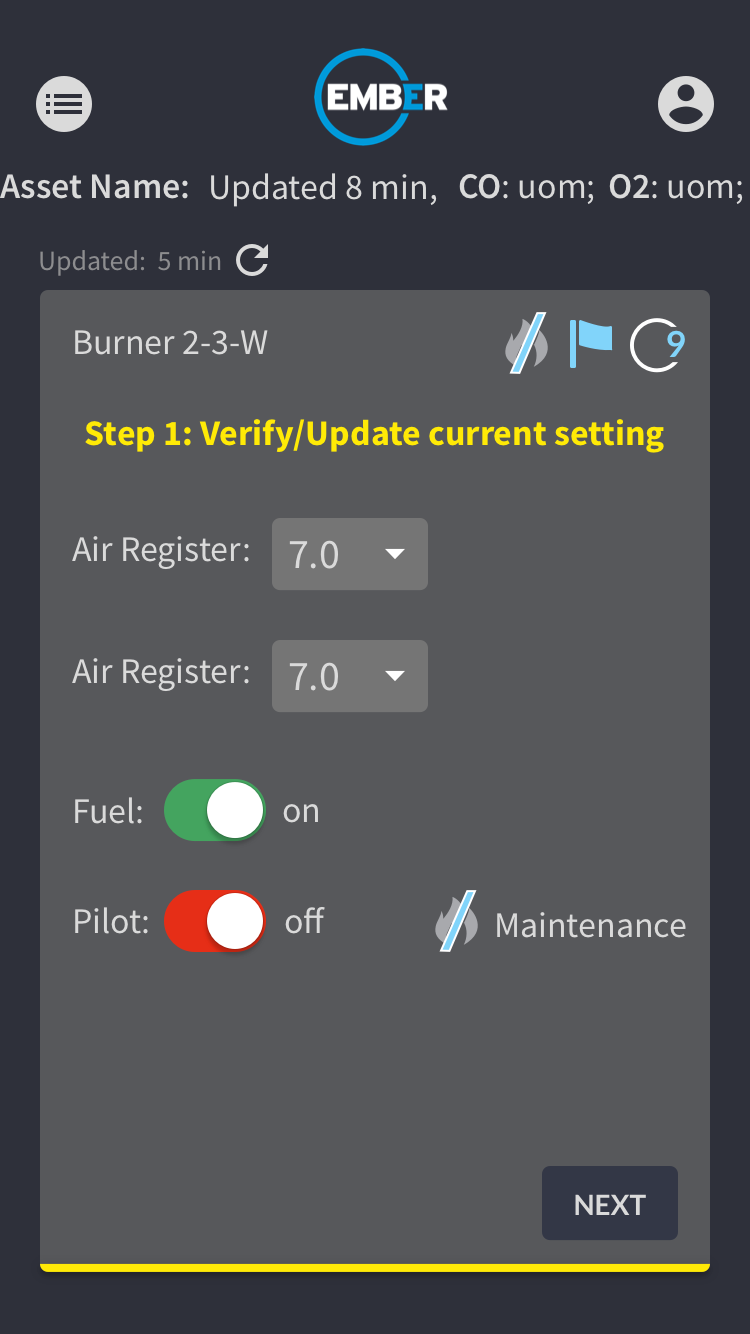 EMBER
Asset Name: Updated 8 min, CO: uom; O2: uom;
Updated: 5 min
Burner 2-3-W
9
Step 1: Verify/Update current setting
Air Register: 7.0
Air Register: 7.0
Fuel: on
Pilot: off Maintenance
NEXT